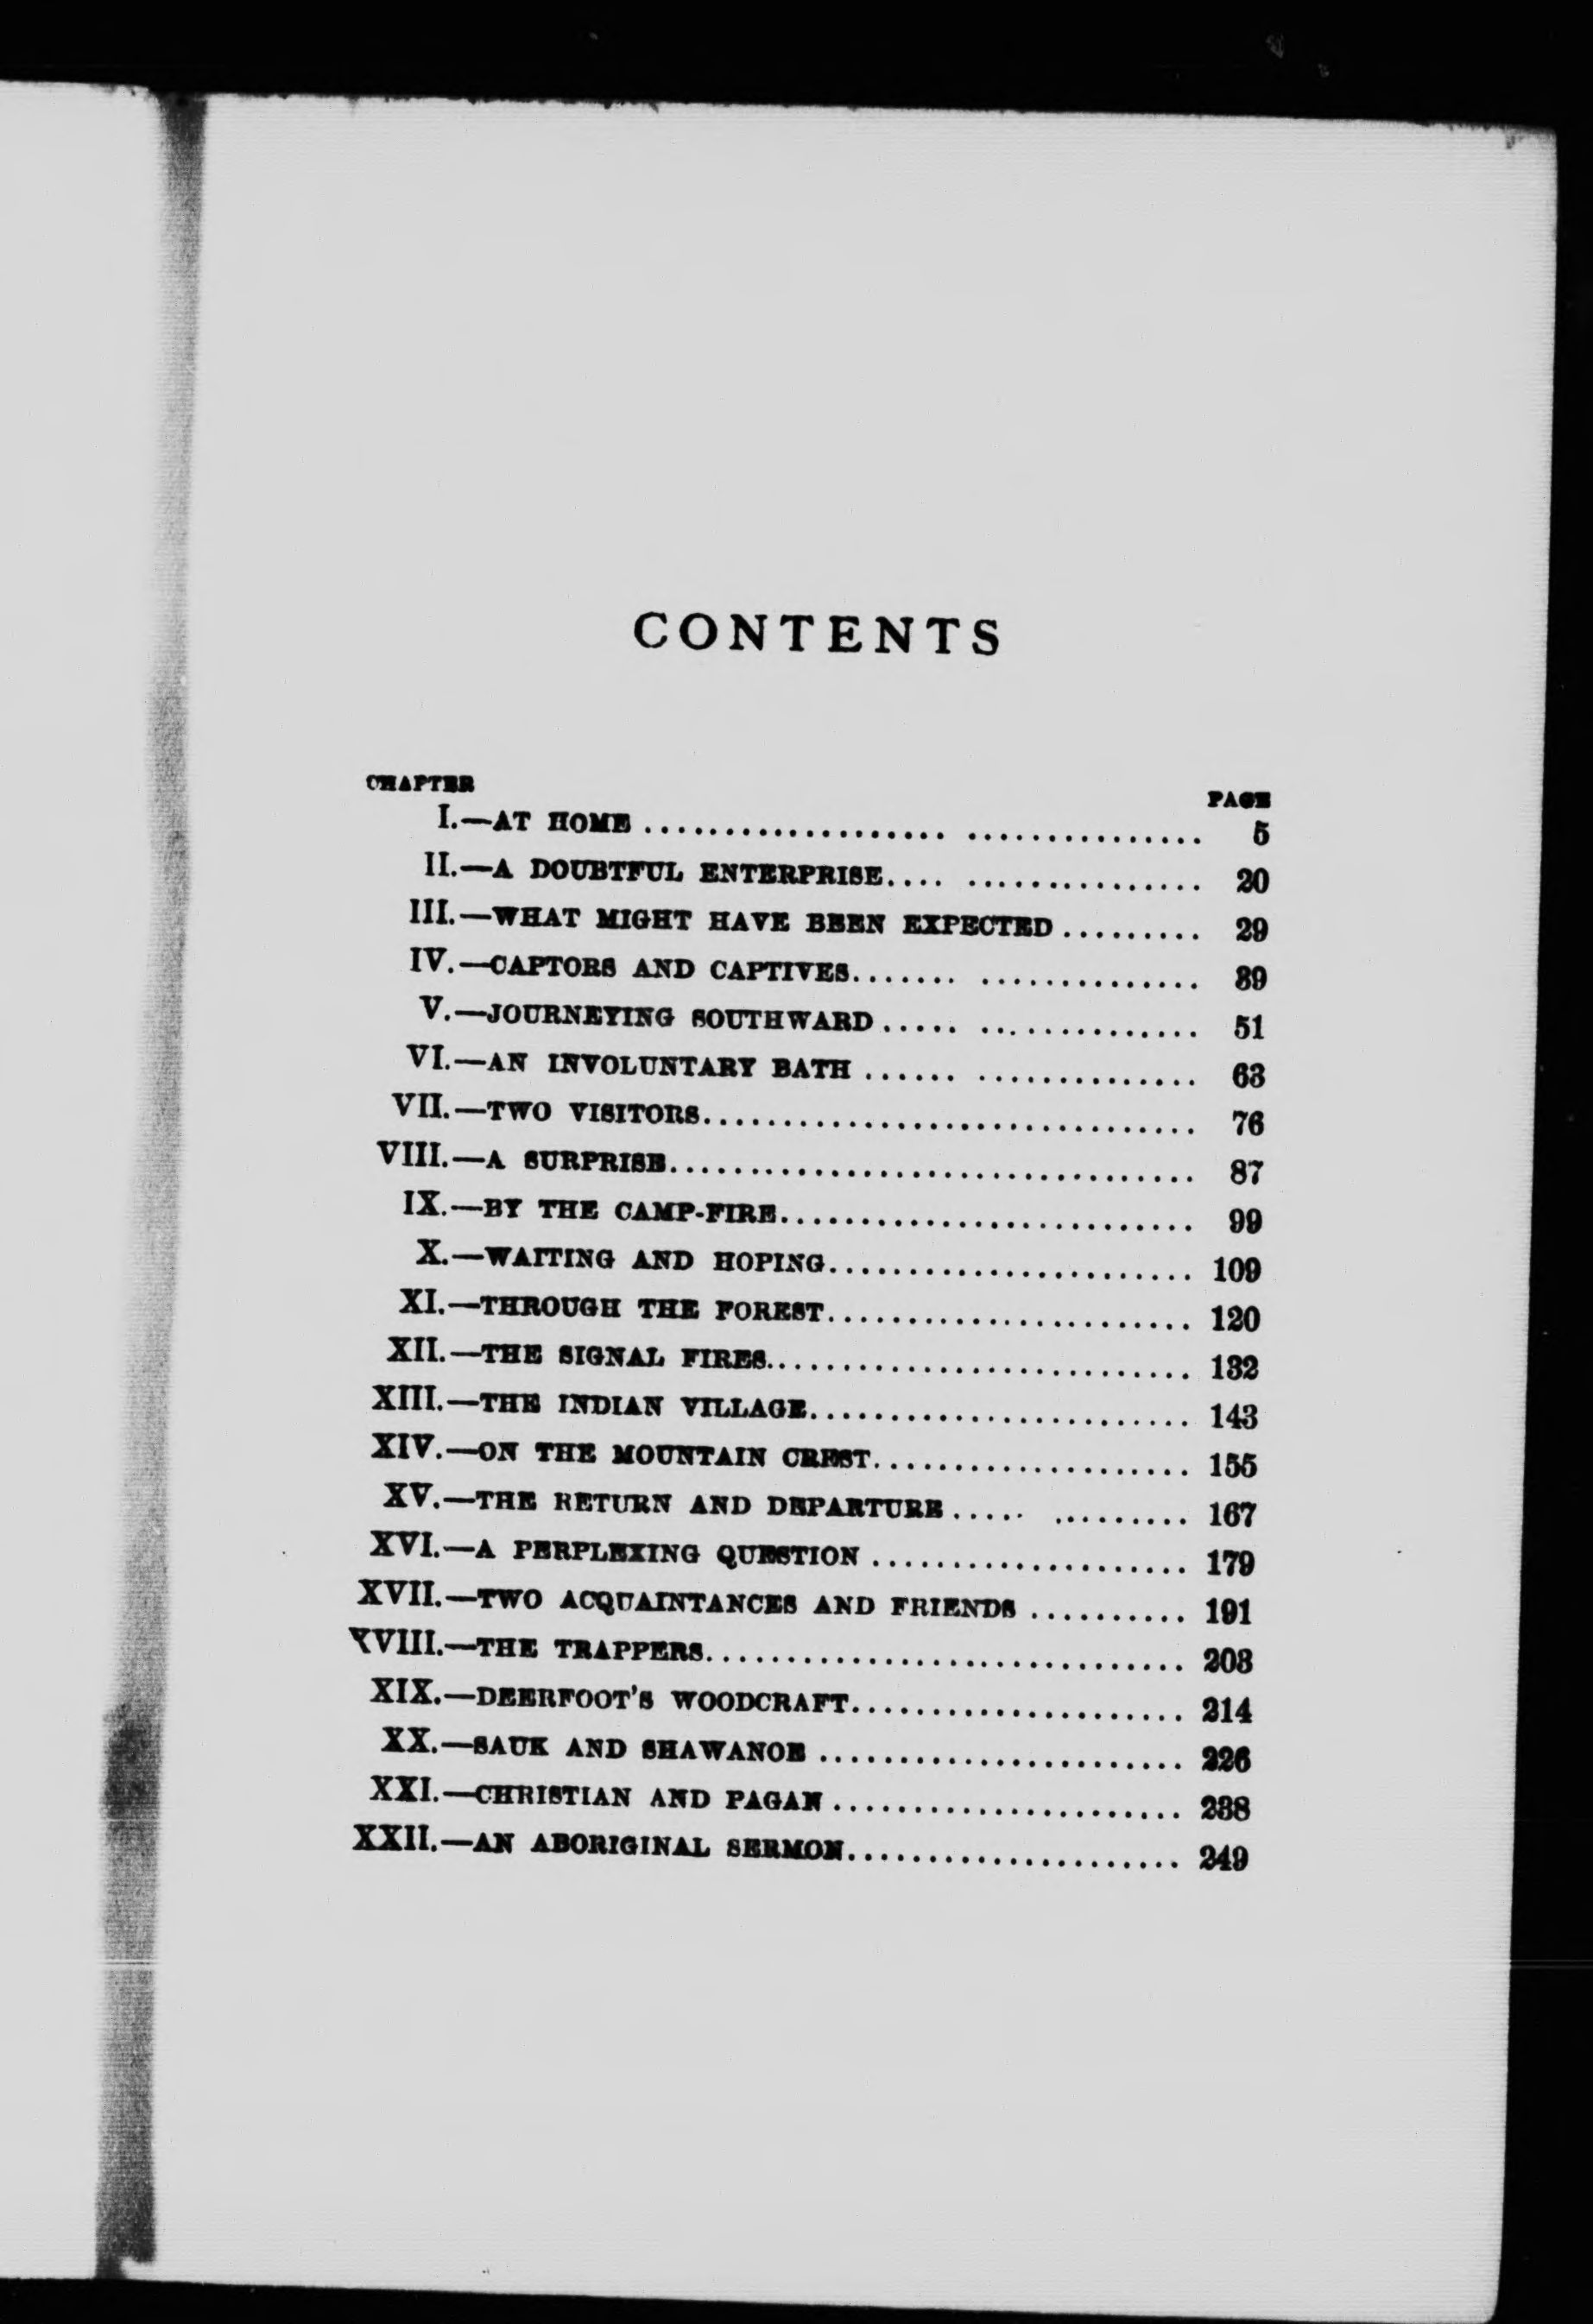 CONTENTS
CHAPTER PAGE
I.—AT HOME .................................. 5
II.—A DOUBTFUL ENTERPRISE.... ............... 20
III.—WHAT MIGHT HAVE BEEN EXPECTED ......... 29
IV.—CAPTORS AND CAPTIVES....... .............. 39
V.—JOURNEYING SOUTHWARD ..... .............. 51
VI.—AN INVOLUNTARY BATH ...... .............. 63
VII.—TWO VISITORS............................... 76
VIII.—A SURPRISE................................. 87
IX.—BY THE CAMP-FIRE.......................... 99
X.—WAITING AND HOPING....................... 109
XI.—THROUGH THE FOREST....................... 120
XII.—THE SIGNAL FIRES........................... 132
XIII.—THE INDIAN VILLAGE........................ 143
XIV.—ON THE MOUNTAIN CREST.................... 155
XV.—THE RETURN AND DEPARTURE ..... ......... 167
XVI.—A PERPLEXING QUESTION .................... 179
XVII.—TWO ACQUAINTANCES AND FRIENDS .......... 191
XVIII.—THE TRAPPERS.............................. 203
XIX.—DEERFOOT'S WOODCRAFT..................... 214
XX.—SAUK AND SHAWANOE ....................... 226
XXI.—CHRISTIAN AND PAGAN ...................... 238
XXII.—AN ABORIGINAL SERMON..................... 249